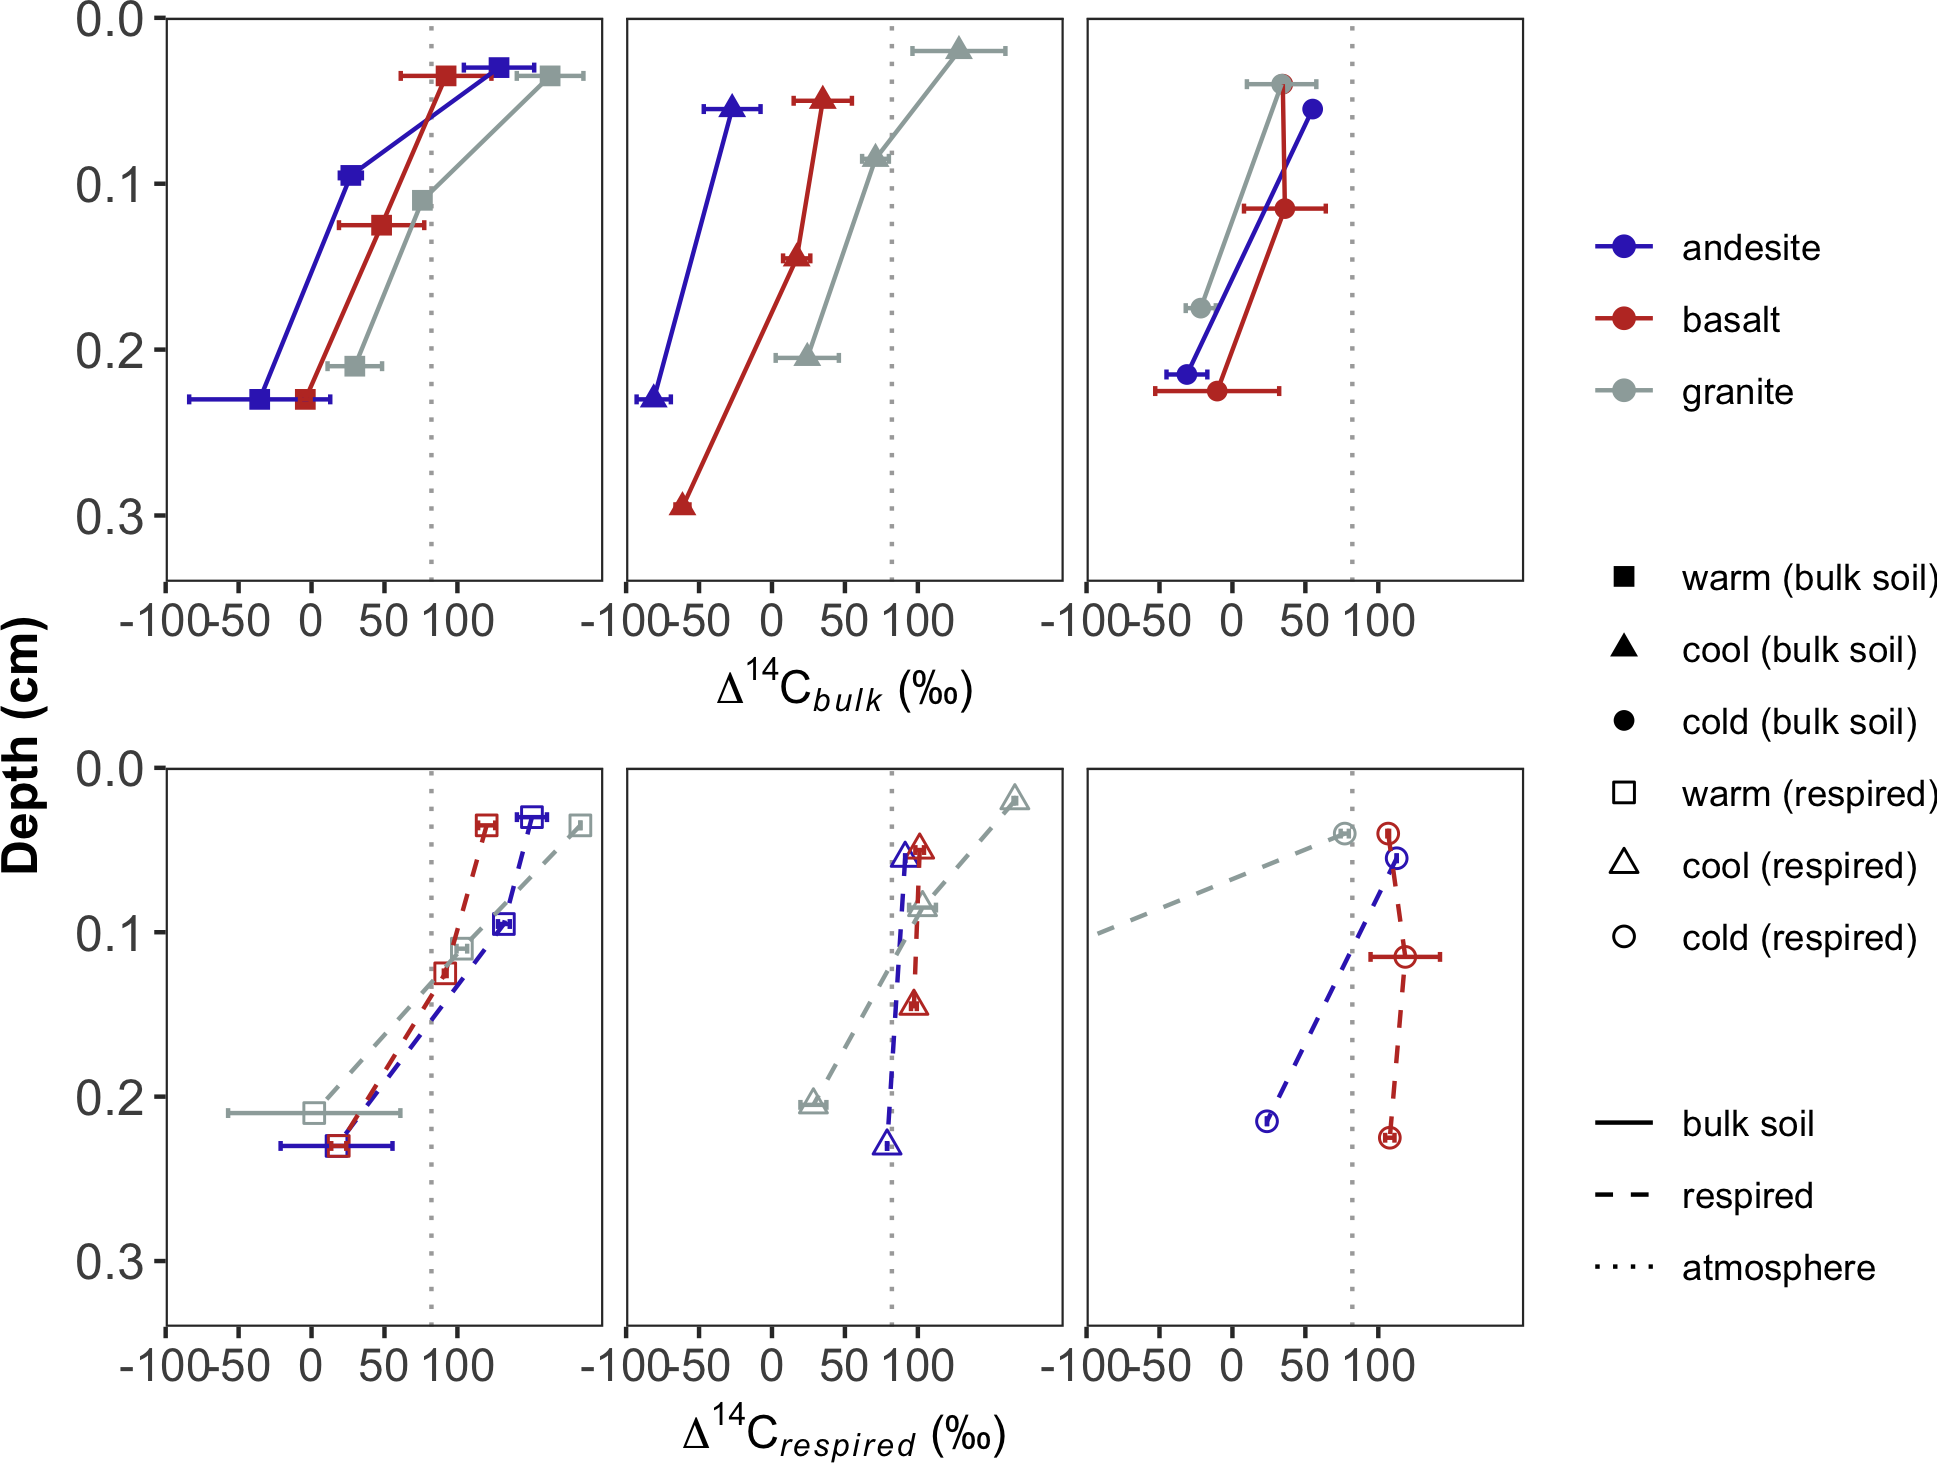 0.0
0.1
0.2
0.3
-100 -50 0 50 100
-100 -50 0 50 100
-100 -50 0 50 100
Δ14Cbulk (‰)
Depth (cm)
0.0
0.1
0.2
0.3
-100 -50 0 50 100
-100 -50 0 50 100
-100 -50 0 50 100
Δ14Crespired (‰)
andesite
basalt
granite
warm (bulk soil)
cool (bulk soil)
cold (bulk soil)
warm (respired)
cool (respired)
cold (respired)
bulk soil
respired
atmosphere